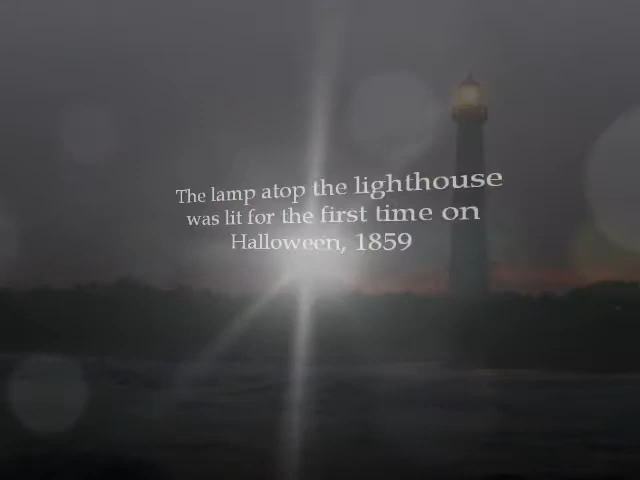 The lamp atop the lighthouse
was lit for the first time on
Halloween, 1859